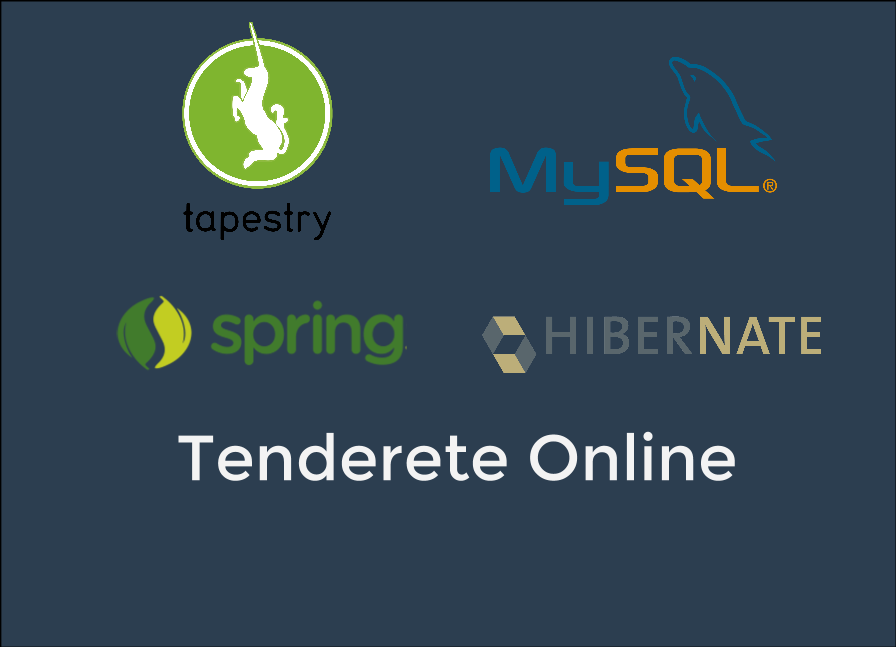 tapestry
MySQL®
spring
HIBERNATE
Tenderete Online